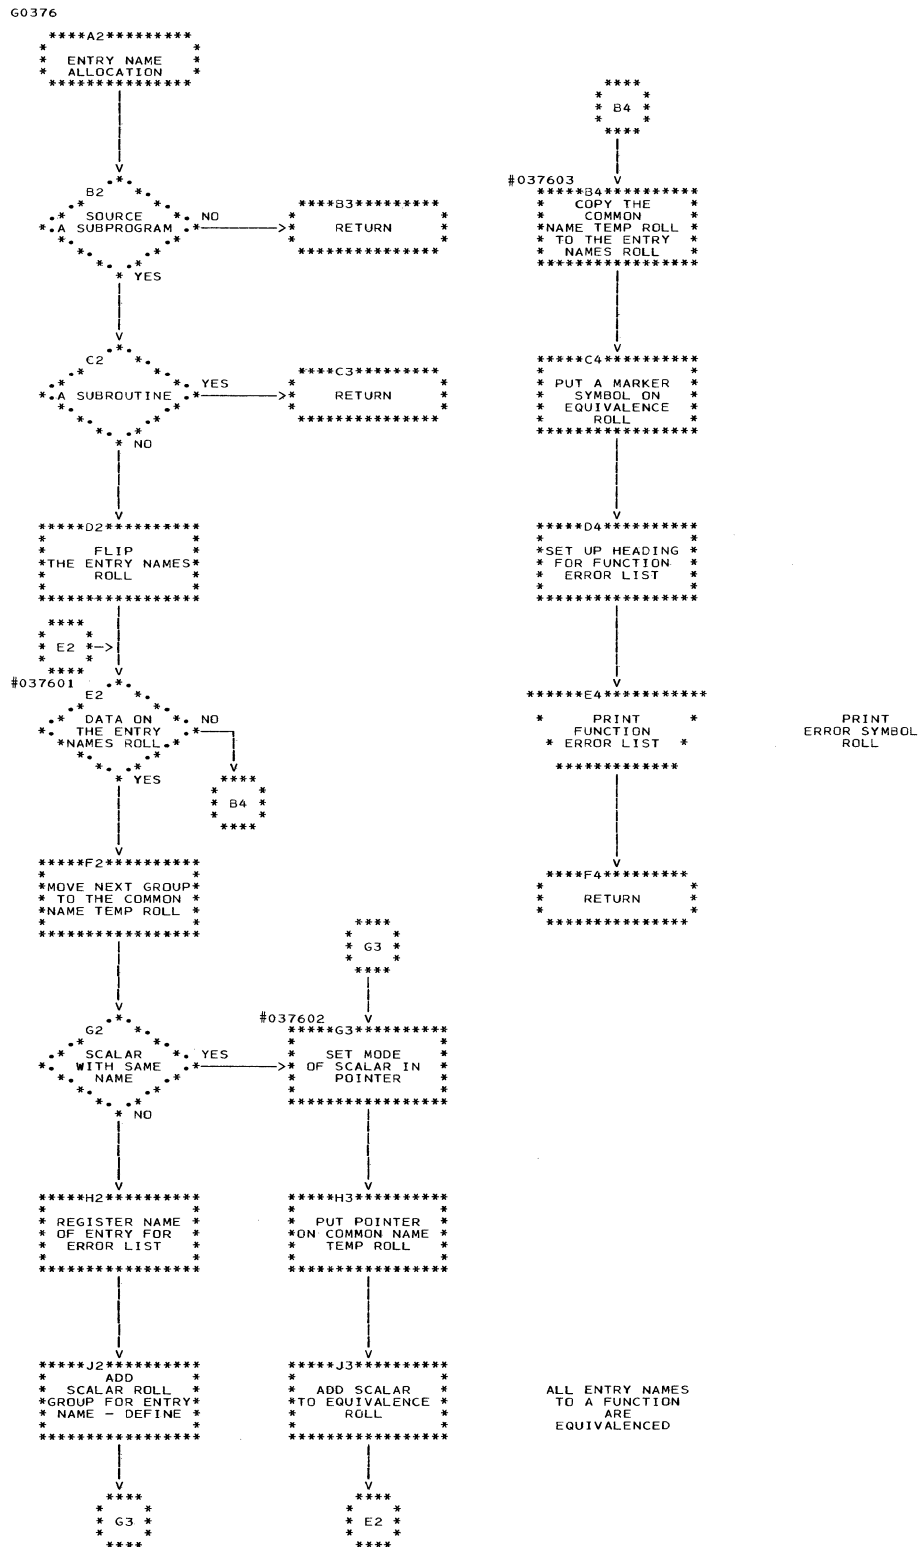 G0376
A2
ENTRY NAME
ALLOCATION
B2
SOURCE
A SUBPROGRAM
NO
YES
B3
RETURN
C2
A SUBROUTINE
YES
NO
C3
RETURN
D2
FLIP
THE ENTRY NAMES
ROLL
E2
#037601
E2
DATA ON
THE ENTRY
NAMES ROLL
NO
YES
B4
F2
MOVE NEXT GROUP
TO THE COMMON
NAME TEMP ROLL
G2
SCALAR
WITH SAME
NAME
YES
NO
H2
REGISTER NAME
OF ENTRY FOR
ERROR LIST
J2
ADD
SCALAR ROLL
GROUP FOR ENTRY
NAME - DEFINE
G3
G3
#037602
G3
SET MODE
OF SCALAR IN
POINTER
H3
PUT POINTER
ON COMMON NAME
TEMP ROLL
J3
ADD SCALAR
TO EQUIVALENCE
ROLL
E2
B4
#037603
B4
COPY THE
COMMON
NAME TEMP ROLL
TO THE ENTRY
NAMES ROLL
C4
PUT A MARKER
SYMBOL ON
EQUIVALENCE
ROLL
D4
SET UP HEADING
FOR FUNCTION
ERROR LIST
E4
PRINT
FUNCTION
ERROR LIST
PRINT
ERROR SYMBOL
ROLL
F4
RETURN
ALL ENTRY NAMES
TO A FUNCTION
ARE
EQUIVALENCED